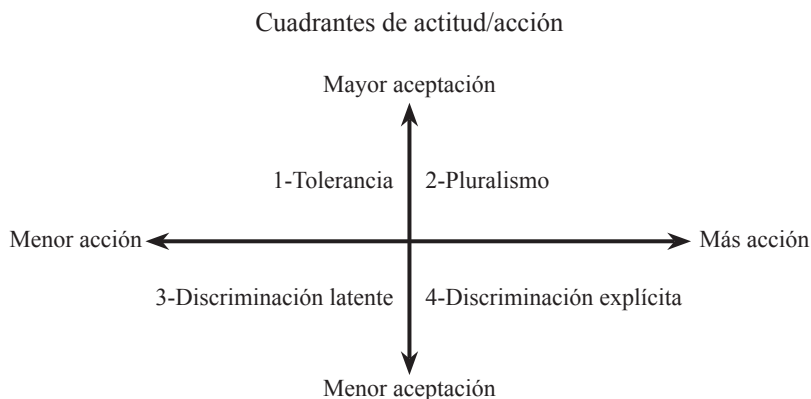 Cuadrantes de actitud/acción
Mayor aceptación
1-Tolerancia
2-Pluralismo
Menor acción
Más acción
3-Discriminación latente
4-Discriminación explícita
Menor aceptación